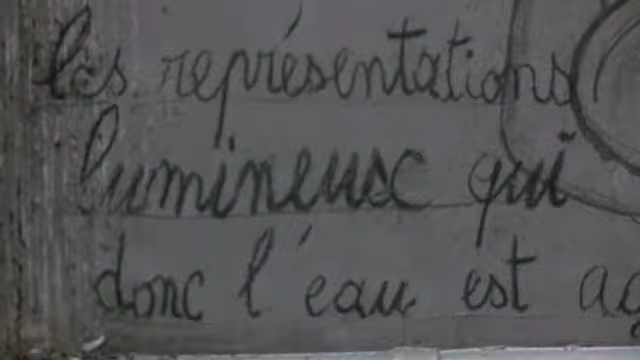 les représentations
lumineux qui
donc l'eau est